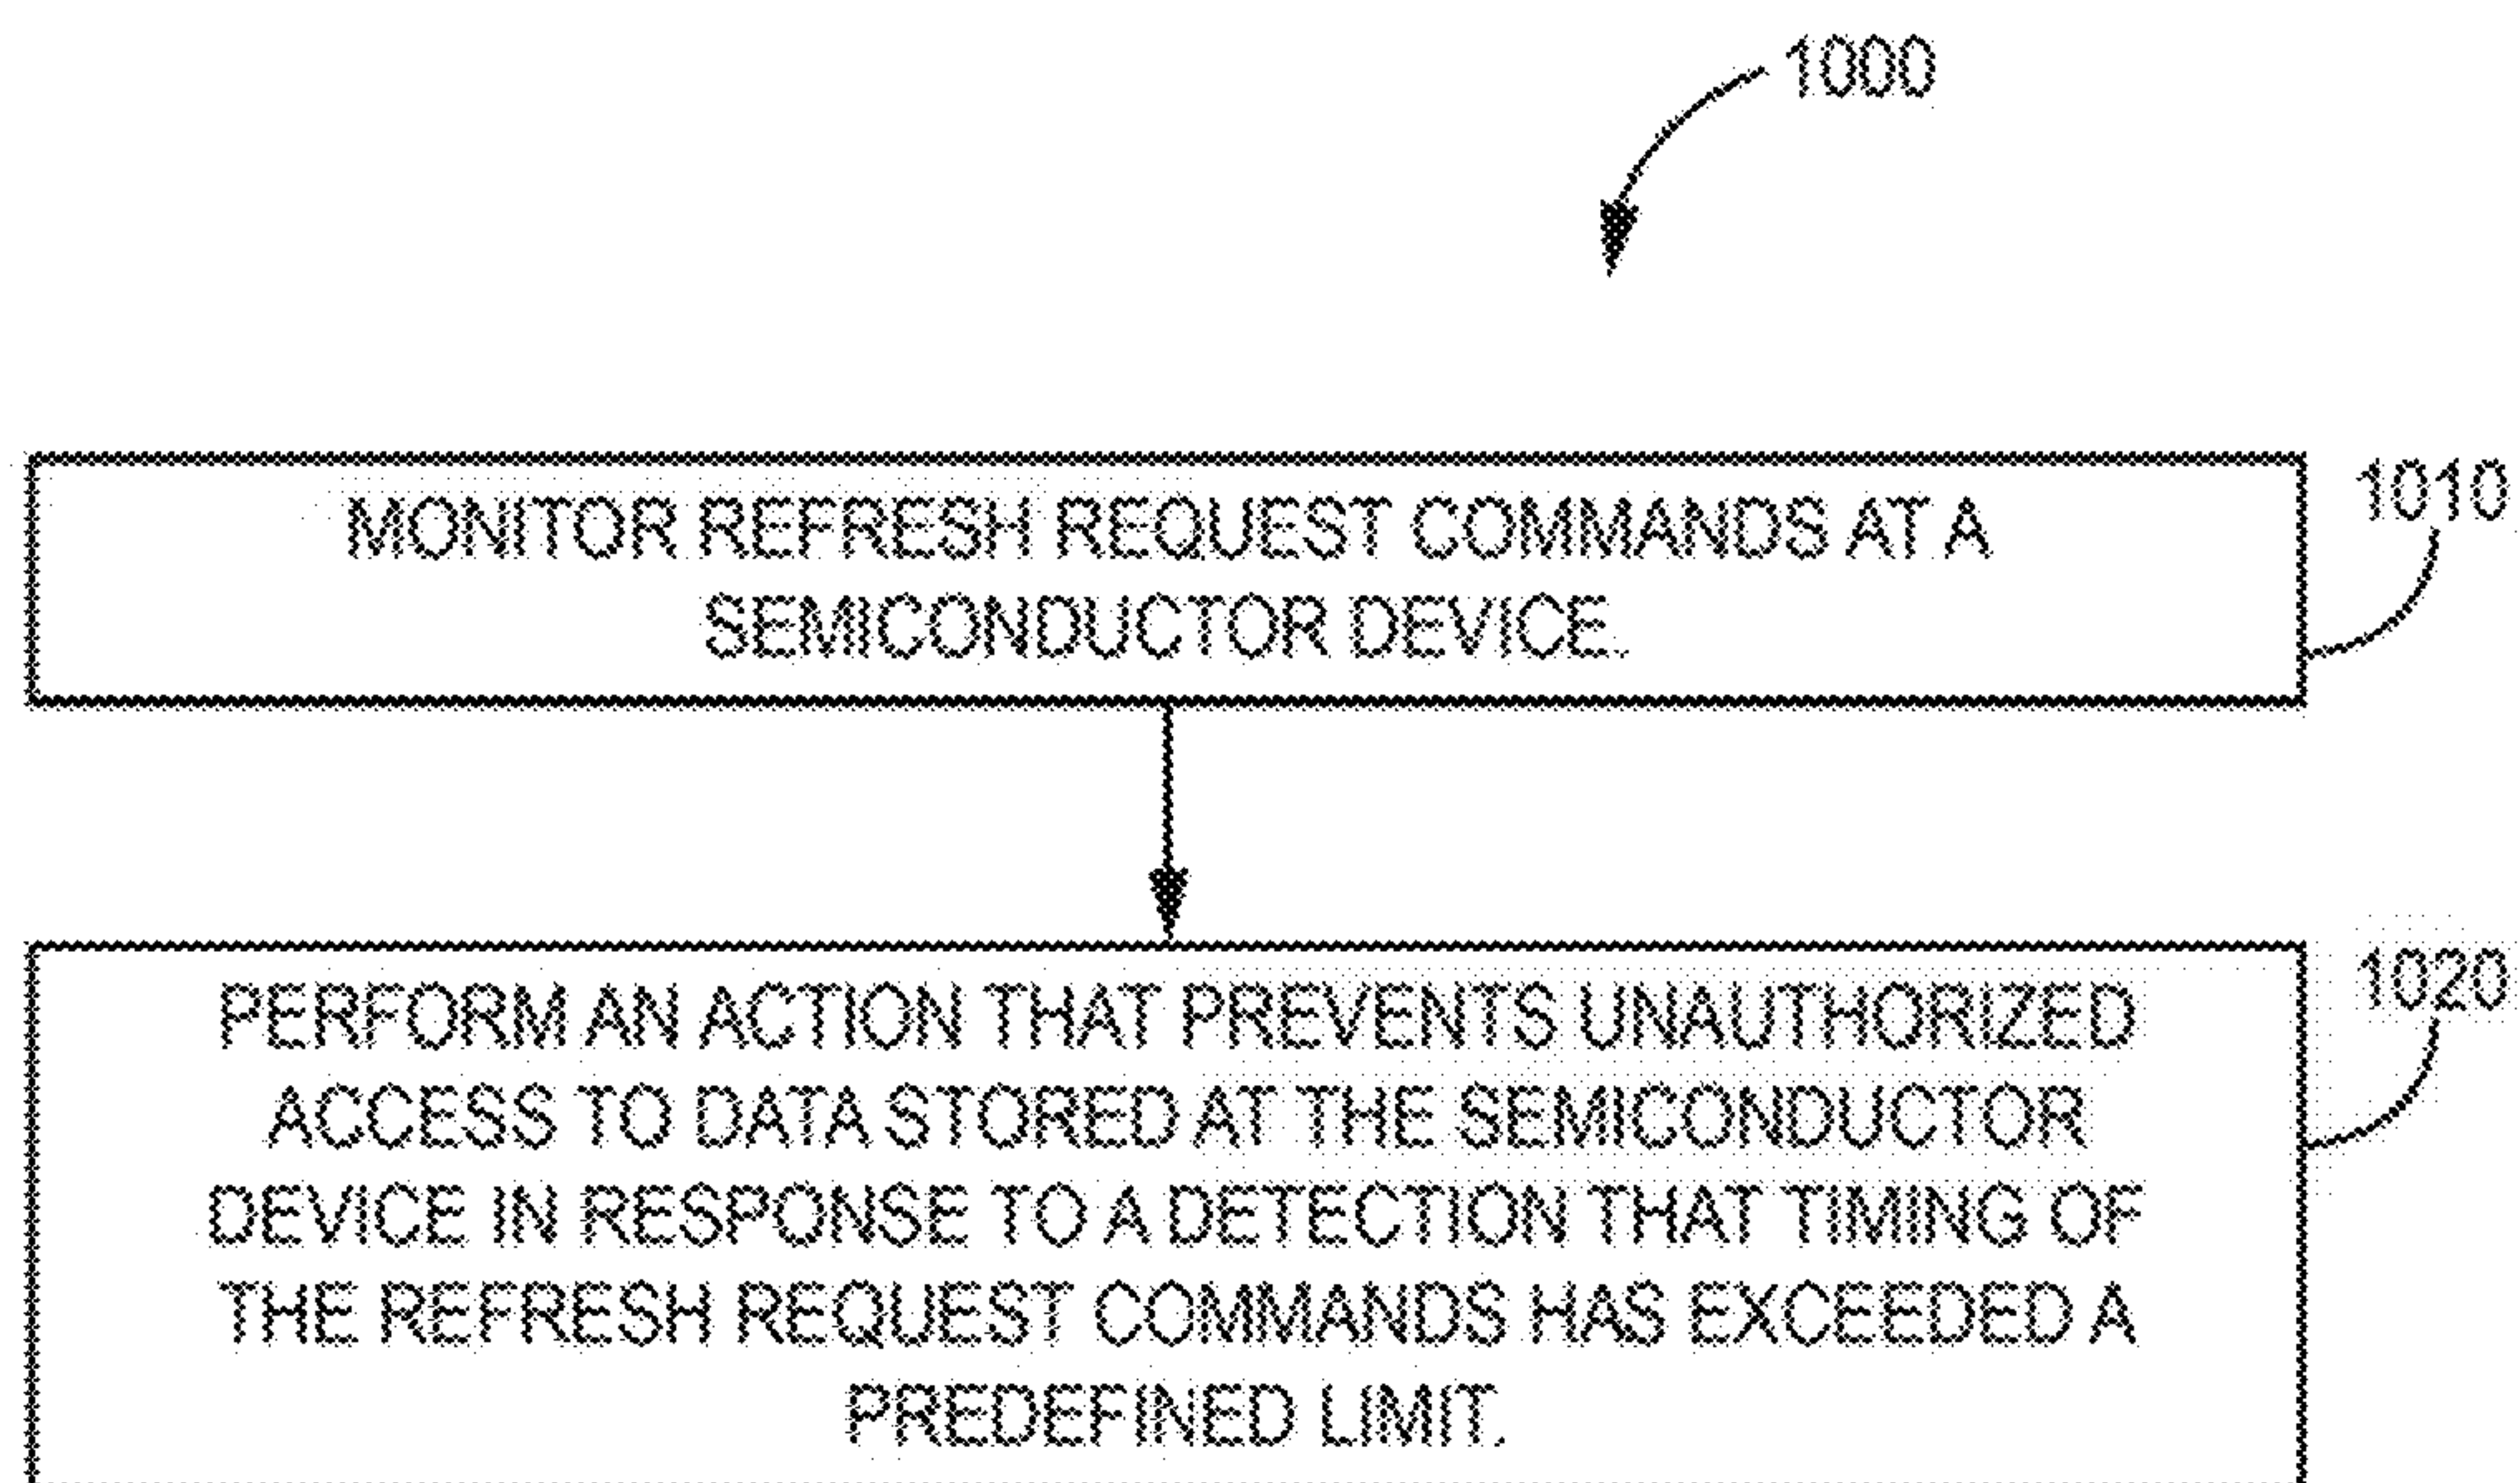 1000
MONITOR REFRESH REQUEST COMMANDS AT A
SEMICONDUCTOR DEVICE.
1010
PERFORM AN ACTION THAT PREVENTS UNAUTHORIZED
ACCESS TO DATA STORED AT THE SEMICONDUCTOR
DEVICE IN RESPONSE TO A DETECTION THAT TIMING OF
THE REFRESH REQUEST COMMANDS HAS EXCEEDED A
PREDEFINED LIMIT.
1020